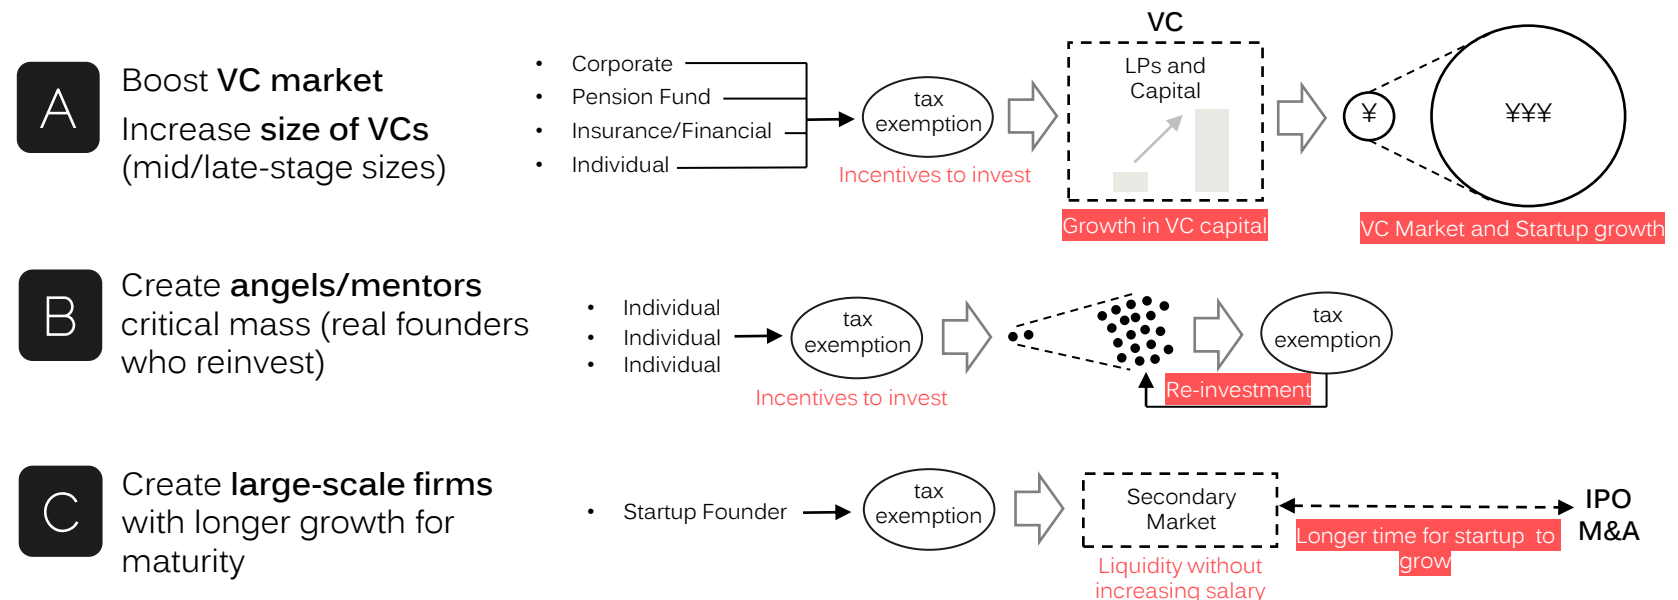 A
Boost VC market
Increase size of VCs
(mid/late-stage sizes)
• Corporate
• Pension Fund
• Insurance/Financial
• Individual
tax
exemption
Incentives to invest
VC
LPs and
Capital
Growth in VC capital
¥
¥¥¥
VC Market and Startup growth
B
Create angels/mentors
critical mass (real founders
who reinvest)
• Individual
• Individual
• Individual
tax
exemption
Incentives to invest
tax
exemption
Re-investment
C
Create large-scale firms
with longer growth for
maturity
• Startup Founder
tax
exemption
Secondary
Market
Liquidity without
increasing salary
Longer time for startup to
grow
IPO
M&A